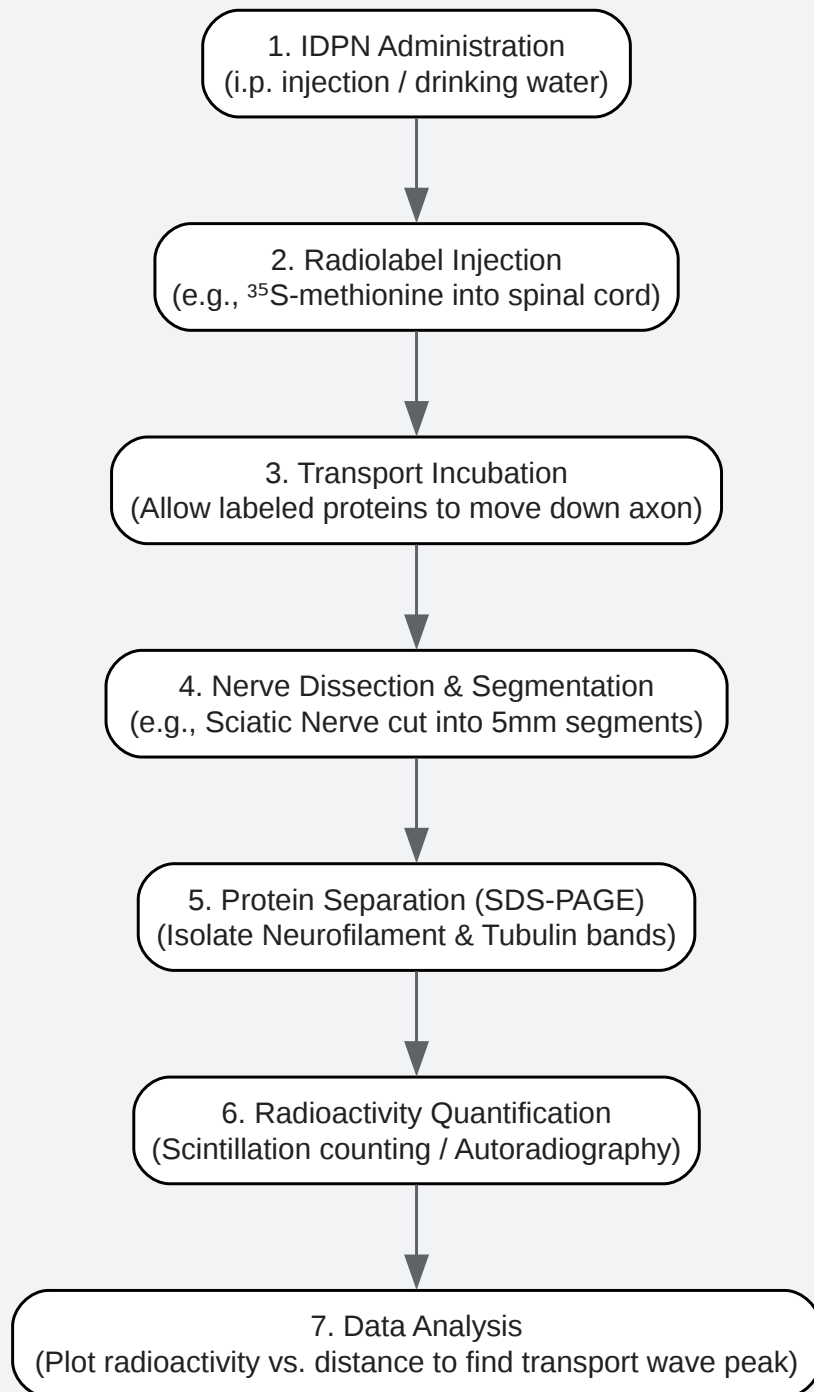 1. IDPN Administration
(i.p. injection / drinking water)
2. Radiolabel Injection
(e.g., ³⁵S-methionine into spinal cord)
3. Transport Incubation
(Allow labeled proteins to move down axon)
4. Nerve Dissection & Segmentation
(e.g., Sciatic Nerve cut into 5mm segments)
5. Protein Separation (SDS-PAGE)
(Isolate Neurofilament & Tubulin bands)
6. Radioactivity Quantification
(Scintillation counting / Autoradiography)
7. Data Analysis
(Plot radioactivity vs. distance to find transport wave peak)